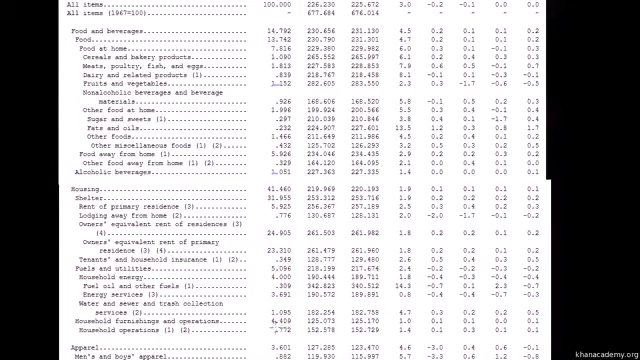 All items........ 100.000 226.230 225.672 3.0 -0.2 -0.1 0.0 0.0
All items (1967=100)........ - 677.684 676.014 - - - - -
Food and beverages........ 14.792 230.656 231.130 4.5 0.2 0.1 0.1 0.2
Food........ 13.742 230.790 231.301 4.7 0.2 0.1 0.1 0.2
Food at home........ 7.816 229.380 229.982 6.0 0.3 0.1 -0.1 0.3
Cereals and bakery products........ 1.090 265.552 265.997 6.1 0.2 0.4 0.3 0.3
Meats, poultry, fish, and eggs........ 1.813 227.583 228.853 7.9 0.6 0.5 -0.1 0.7
Dairy and related products (1)........ .839 218.767 218.458 8.1 -0.1 0.1 0.3 -0.1
Fruits and vegetables........ 1.152 282.605 283.550 2.3 0.3 -1.7 -0.6 -0.5
Nonalcoholic beverages and beverage
materials........ .926 168.606 168.520 5.8 -0.1 0.5 0.2 0.3
Other food at home........ 1.996 199.924 200.566 5.5 0.3 0.4 -0.1 0.4
Sugar and sweets (1)........ .297 210.039 210.846 3.8 0.4 0.1 -1.7 0.4
Fats and oils........ .232 224.907 227.601 13.5 1.2 0.3 0.8 1.7
Other foods........ 1.466 211.649 211.986 4.5 0.2 0.4 0.1 0.2
Other miscellaneous foods (1) (2)........ .432 125.702 126.293 3.2 0.5 0.3 0.2 0.5
Food away from home (1)........ 5.926 234.046 234.435 2.9 0.2 0.2 0.3 0.2
Other food away from home (1) (2)........ .329 164.120 164.095 2.1 0.0 0.4 0.1 0.0
Alcoholic beverages........ 1.051 227.383 227.335 1.4 0.0 0.0 0.1 0.1
Housing........ 41.460 219.969 220.193 1.9 0.1 0.1 0.1 0.1
Shelter........ 31.955 253.312 253.716 1.9 0.2 0.2 0.1 0.2
Rent of primary residence (3)........ 5.925 256.367 257.189 2.5 0.3 0.4 0.2 0.3
Lodging away from home (2)........ .776 130.687 128.131 2.0 -2.0 -1.7 -0.1 -0.2
Owners' equivalent rent of residences (3)
(4)........ 24.905 261.503 261.982 1.8 0.2 0.2 0.1 0.2
Owners' equivalent rent of primary
residence (3) (4)........ 23.310 261.479 261.960 1.8 0.2 0.2 0.2 0.2
Tenants' and household insurance (1) (2).. .349 128.777 129.480 2.6 0.5 0.4 0.3 0.5
Fuels and utilities........ 5.096 218.199 217.674 2.4 -0.2 -0.2 -0.3 -0.2
Household energy........ 4.000 190.444 189.711 1.8 -0.4 -0.3 -0.4 -0.4
Fuel oil and other fuels (1)........ .309 342.823 340.512 14.3 -0.7 0.1 2.3 -0.7
Energy services (3)........ 3.691 190.572 189.891 0.8 -0.4 -0.4 -0.7 -0.3
Water and sewer and trash collection
services (2)........ 1.095 182.254 182.758 4.7 0.3 0.2 0.2 0.5
Household furnishings and operations........ 4.409 125.073 125.170 1.0 0.1 0.1 0.0 0.1
Household operations (1) (2)........ .772 152.578 152.729 1.4 0.1 0.3 0.1 0.1
Apparel........ 3.601 127.285 123.470 4.6 -3.0 0.4 0.6 -0.1
Men's and boys' apparel........ .882 119.910 115.997 5.7 -3.3 0.6 1.2 -0.8
khanacademy.org